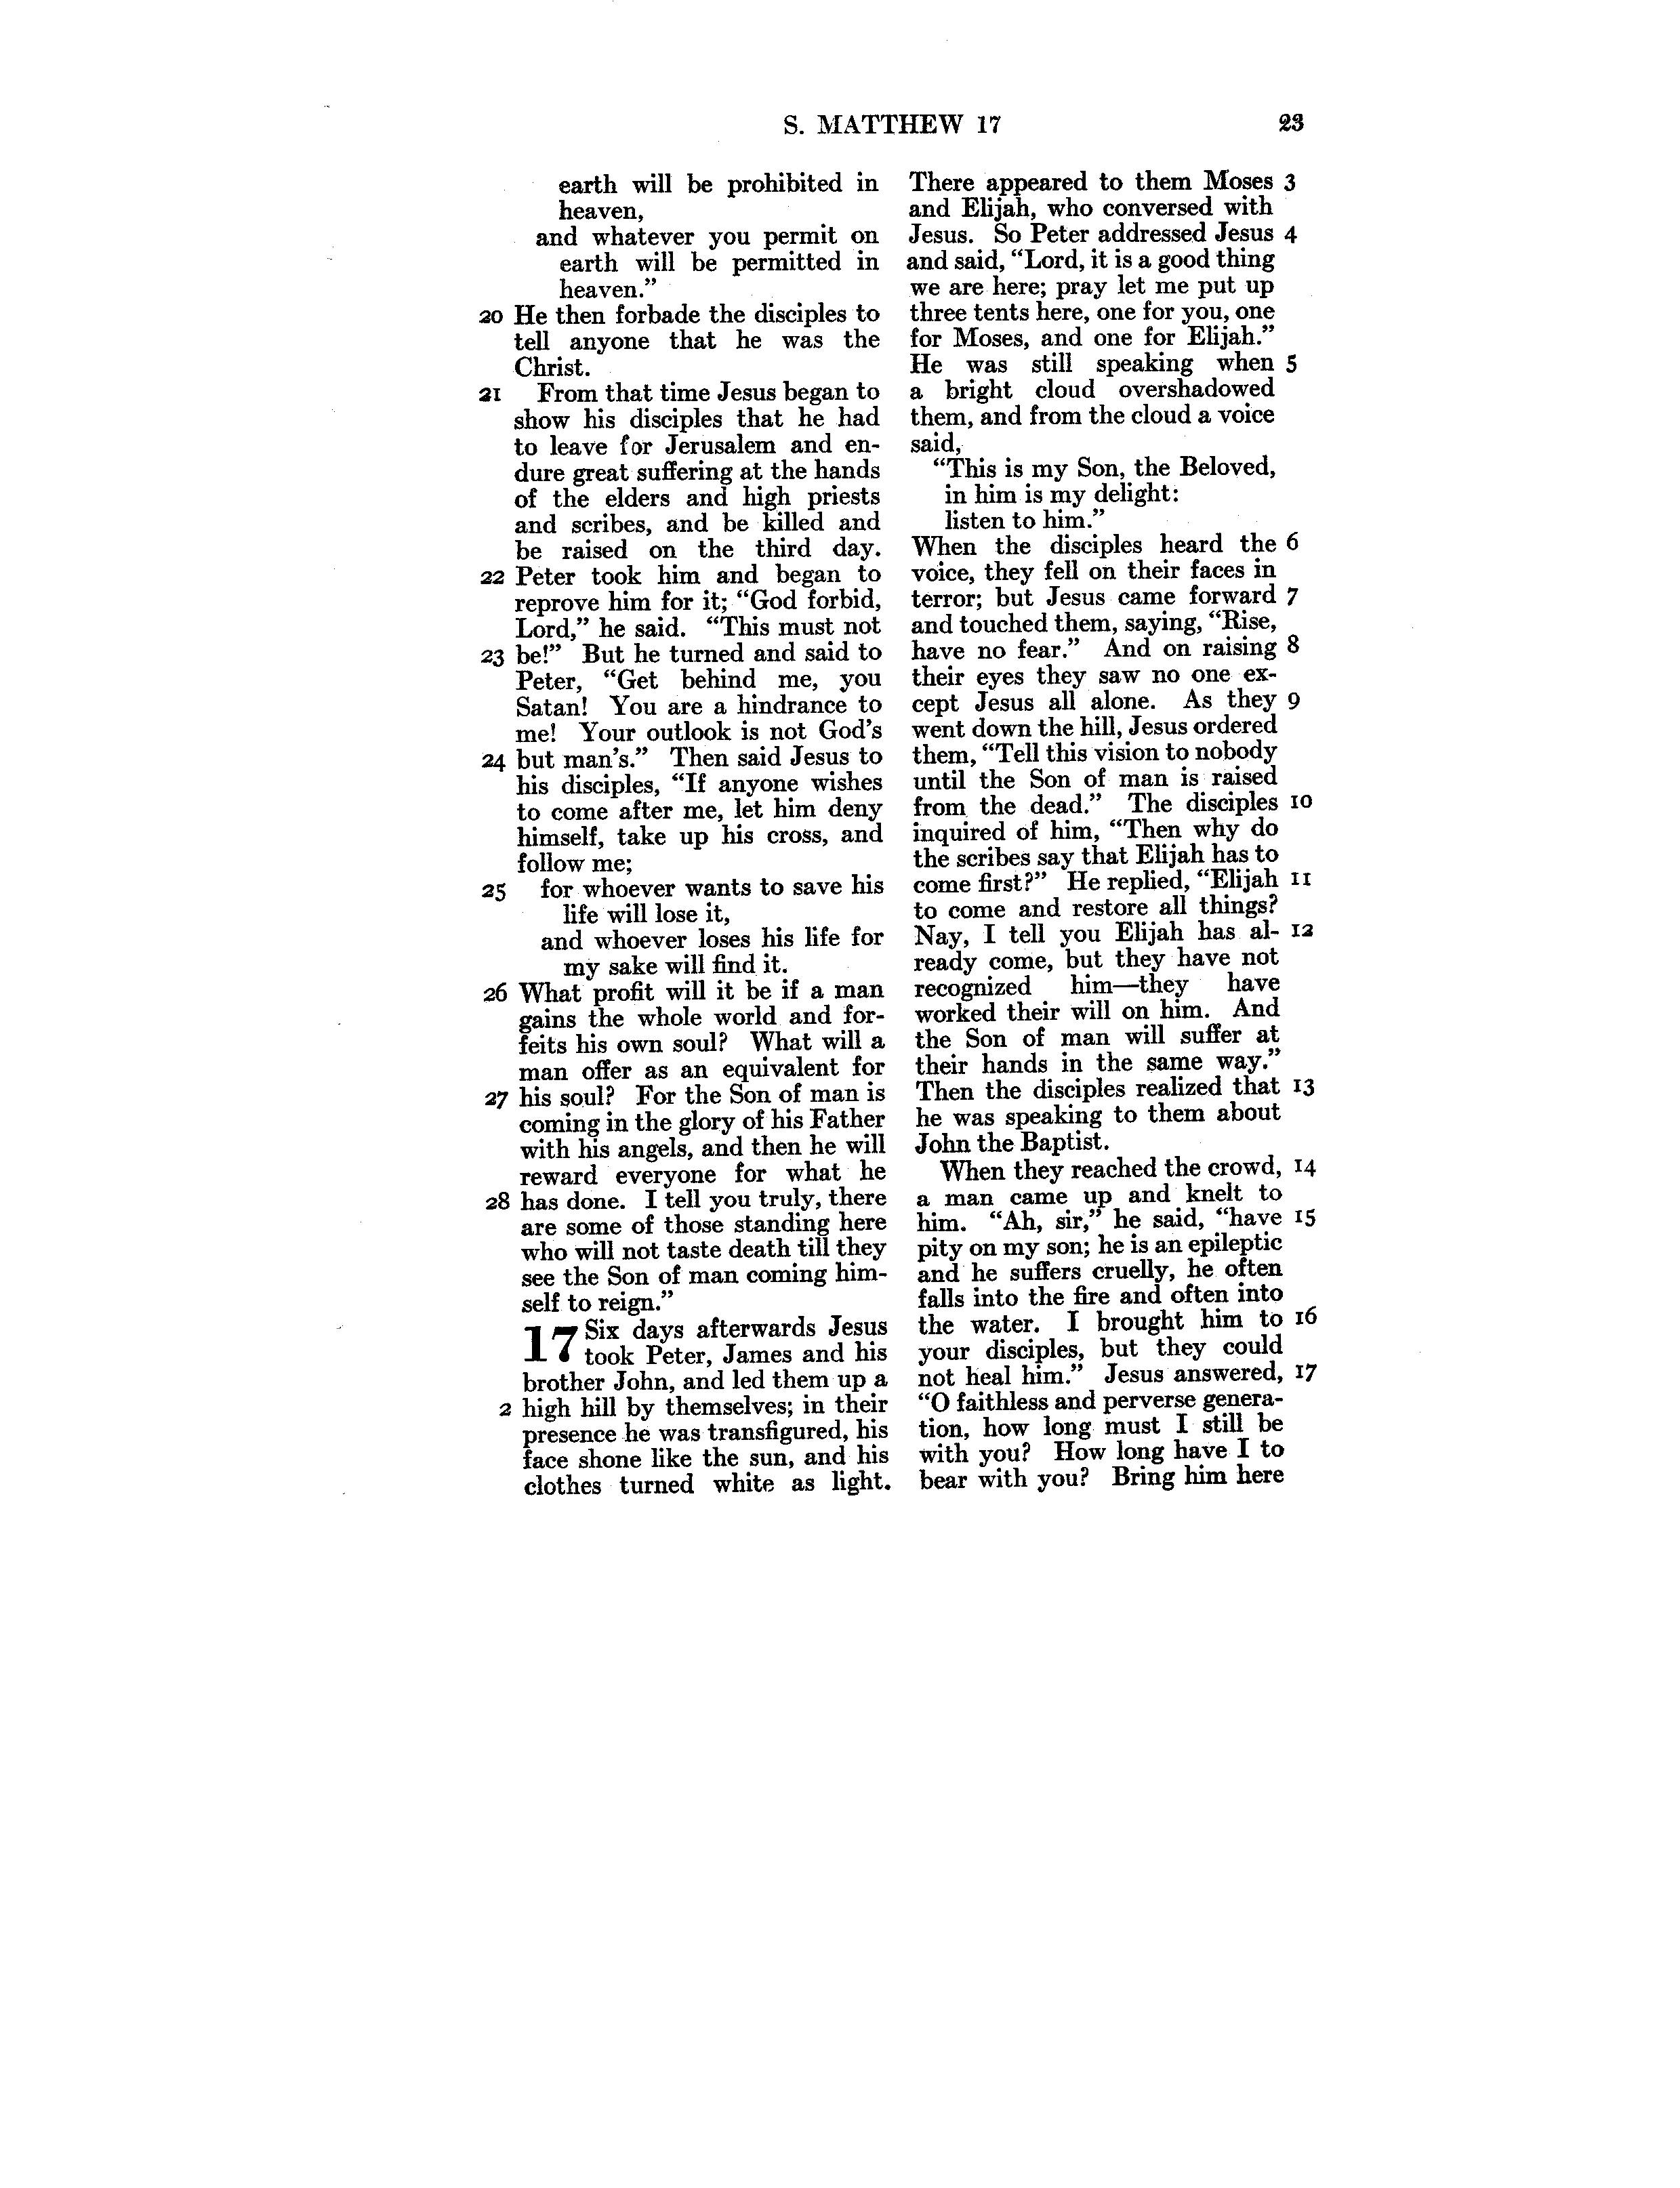 S. MATTHEW 17 23
earth will be prohibited in
heaven,
and whatever you permit on
earth will be permitted in
heaven.”
20 He then forbade the disciples to
tell anyone that he was the
Christ.
21 From that time Jesus began to
show his disciples that he had
to leave for Jerusalem and en-
dure great suffering at the hands
of the elders and high priests
and scribes, and be killed and
be raised on the third day.
22 Peter took him and began to
reprove him for it; “God forbid,
Lord,” he said. “This must not
23 be!” But he turned and said to
Peter, “Get behind me, you
Satan! You are a hindrance to
me! Your outlook is not God’s
24 but man’s.” Then said Jesus to
his disciples, “If anyone wishes
to come after me, let him deny
himself, take up his cross, and
follow me;
25 for whoever wants to save his
life will lose it,
and whoever loses his life for
my sake will find it.
26 What profit will it be if a man
gains the whole world and for-
feits his own soul? What will a
man offer as an equivalent for
27 his soul? For the Son of man is
coming in the glory of his Father
with his angels, and then he will
reward everyone for what he
28 has done. I tell you truly, there
are some of those standing here
who will not taste death till they
see the Son of man coming him-
self to reign.”
17 Six days afterwards Jesus
took Peter, James and his
brother John, and led them up a
2 high hill by themselves; in their
presence he was transfigured, his
face shone like the sun, and his
clothes turned white as light.
There appeared to them Moses 3
and Elijah, who conversed with
Jesus. So Peter addressed Jesus 4
and said, “Lord, it is a good thing
we are here; pray let me put up
three tents here, one for you, one
for Moses, and one for Elijah.”
He was still speaking when 5
a bright cloud overshadowed
them, and from the cloud a voice
said,
“This is my Son, the Beloved,
in him is my delight:
listen to him.”
When the disciples heard the 6
voice, they fell on their faces in
terror; but Jesus came forward 7
and touched them, saying, “Rise,
have no fear.” And on raising 8
their eyes they saw no one ex-
cept Jesus all alone. As they 9
went down the hill, Jesus ordered
them, “Tell this vision to nobody
until the Son of man is raised
from the dead.” The disciples 10
inquired of him, “Then why do
the scribes say that Elijah has to
come first?” He replied, “Elijah 11
to come and restore all things?
Nay, I tell you Elijah has al- 12
ready come, but they have not
recognized him—they have
worked their will on him. And
the Son of man will suffer at
their hands in the same way.”
Then the disciples realized that 13
he was speaking to them about
John the Baptist.
When they reached the crowd, 14
a man came up and knelt to
him. “Ah, sir,” he said, “have 15
pity on my son; he is an epileptic
and he suffers cruelly, he often
falls into the fire and often into
the water. I brought him to 16
your disciples, but they could
not heal him.” Jesus answered, 17
“O faithless and perverse genera-
tion, how long must I still be
with you? How long have I to
bear with you? Bring him here